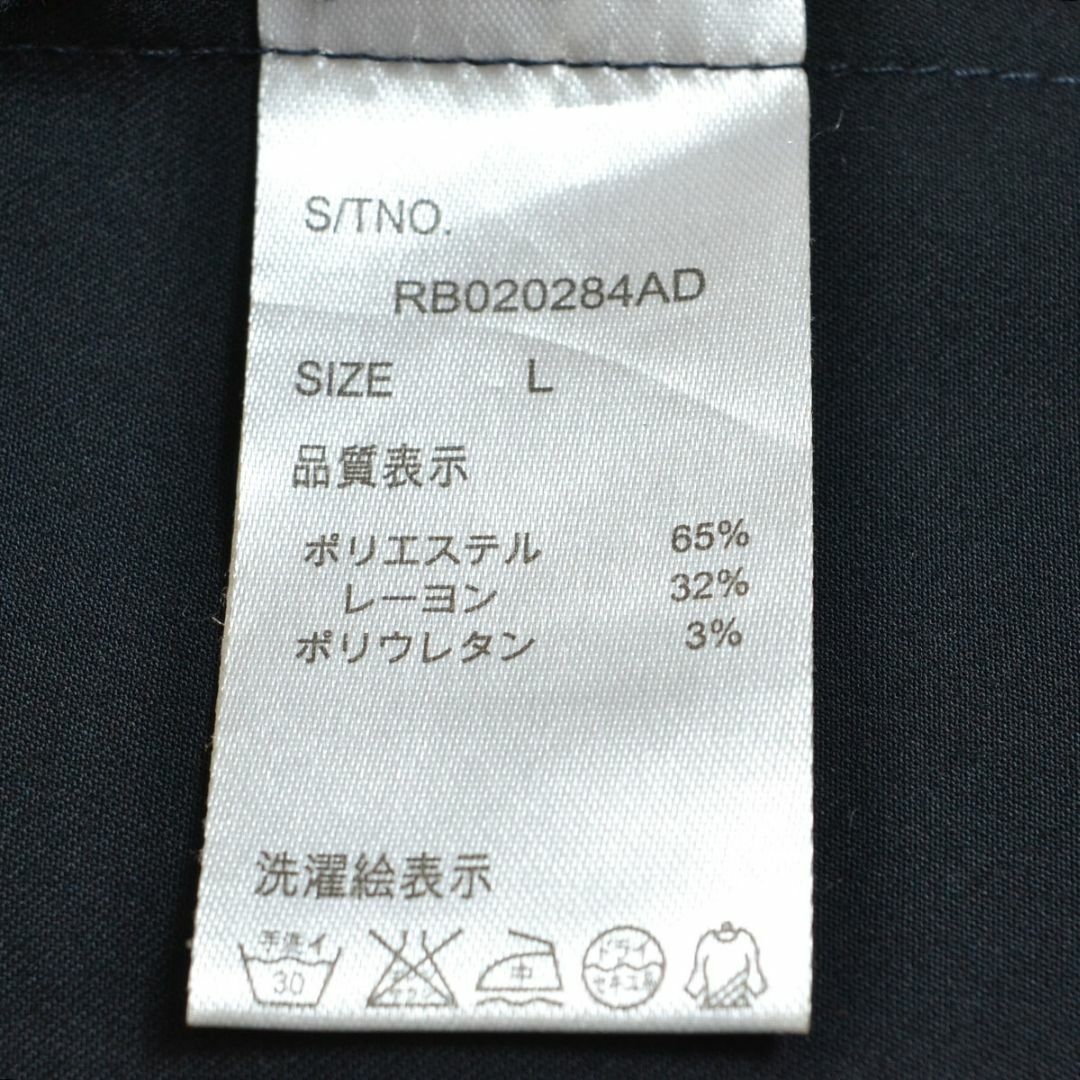 S/TNO.
RB020284AD
SIZE L
品質表示
ポリエステル 65%
レーヨン 32%
ポリウレタン 3%
洗濯絵表示
手洗イ
30
中
ドライ
セキユ系